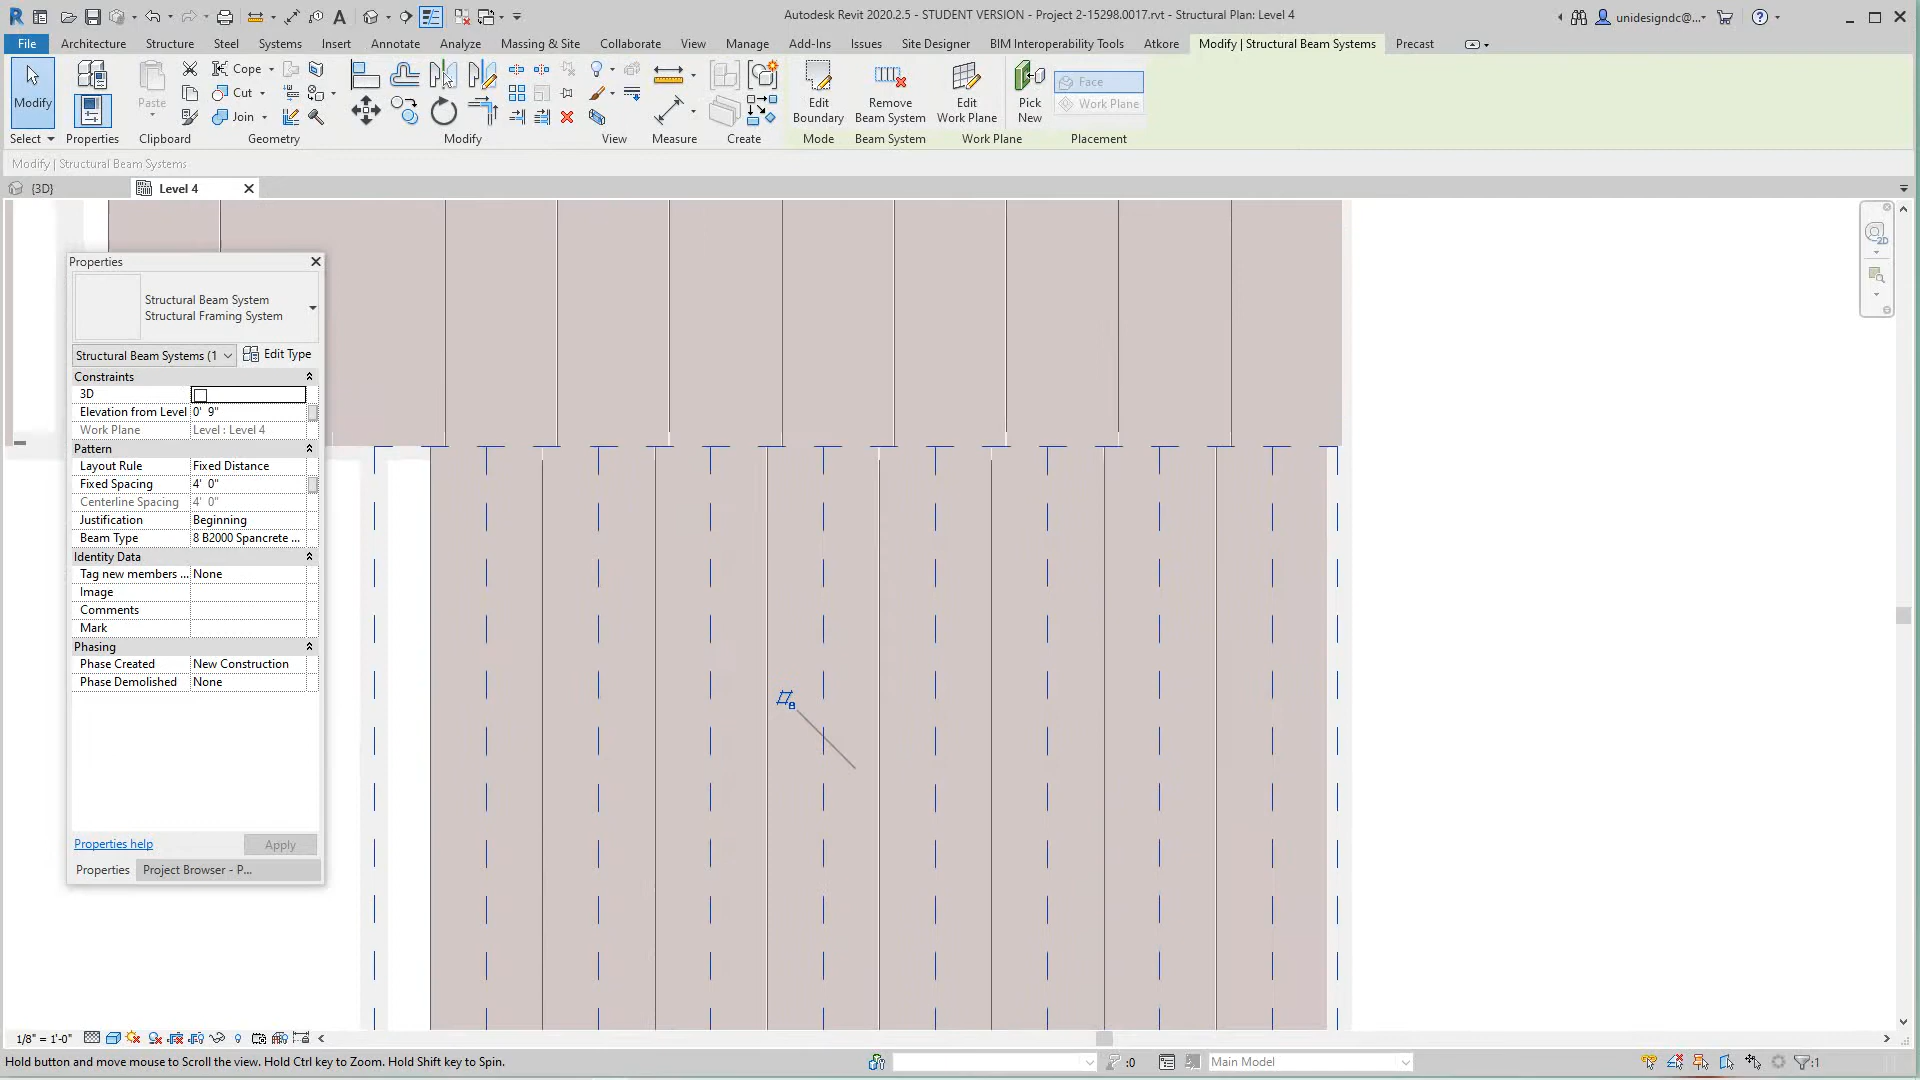 Autodesk Revit 2020.2.5 - STUDENT VERSION - Project 2-15298.0017.rvt - Structural Plan: Level 4
unidesigndc@...
File Architecture Structure Steel Systems Insert Annotate Analyze Massing & Site Collaborate View Manage Add-Ins Issues Site Designer BIM Interoperability Tools Atkore Modify | Structural Beam Systems Precast
Modify
Paste
Cope
Cut
Join
Edit Boundary
Remove Beam System
Edit Work Plane
Pick New
Face
Work Plane
Select Properties Clipboard Geometry Modify View Measure Create Mode Beam System Work Plane Placement
Modify | Structural Beam Systems
{3D}
Level 4
2D
Properties
Structural Beam System
Structural Framing System
Structural Beam Systems (1
Edit Type
Constraints
3D
Elevation from Level 0' 9"
Work Plane Level : Level 4
Pattern
Layout Rule Fixed Distance
Fixed Spacing 4' 0"
Centerline Spacing 4' 0"
Justification Beginning
Beam Type 8 B2000 Spancrete ...
Identity Data
Tag new members ... None
Image
Comments
Mark
Phasing
Phase Created New Construction
Phase Demolished None
Properties help
Apply
Properties
Project Browser - P...
1/8" = 1'-0"
Hold button and move mouse to Scroll the view. Hold Ctrl key to Zoom. Hold Shift key to Spin.
:0
Main Model
:1